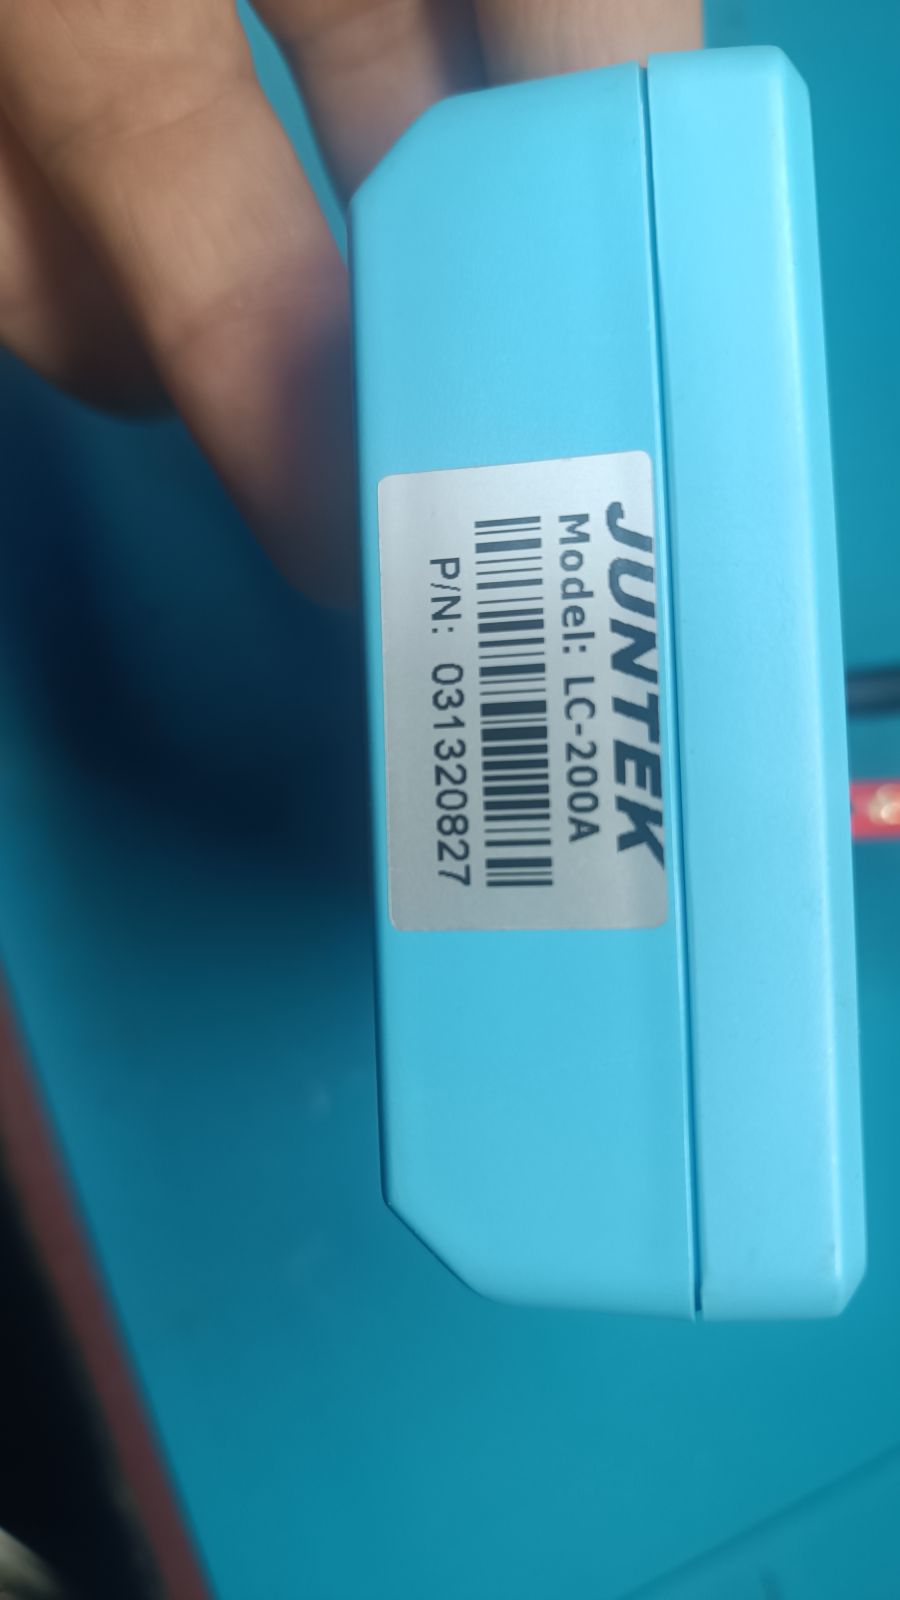 JUNTEK
Model: LC-200A
P/N: 031320827